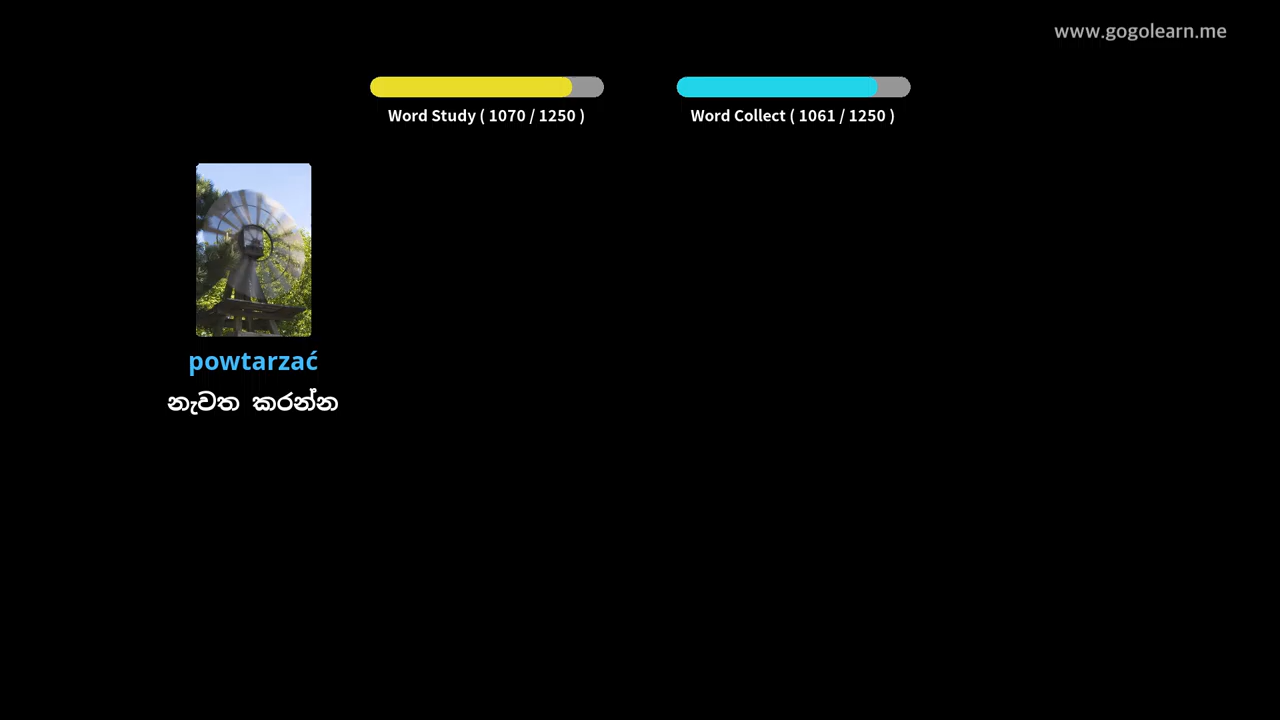 www.gogolearn.me
Word Study ( 1070 / 1250 )
Word Collect ( 1061 / 1250 )
powtarzać
නැවත කරන්න